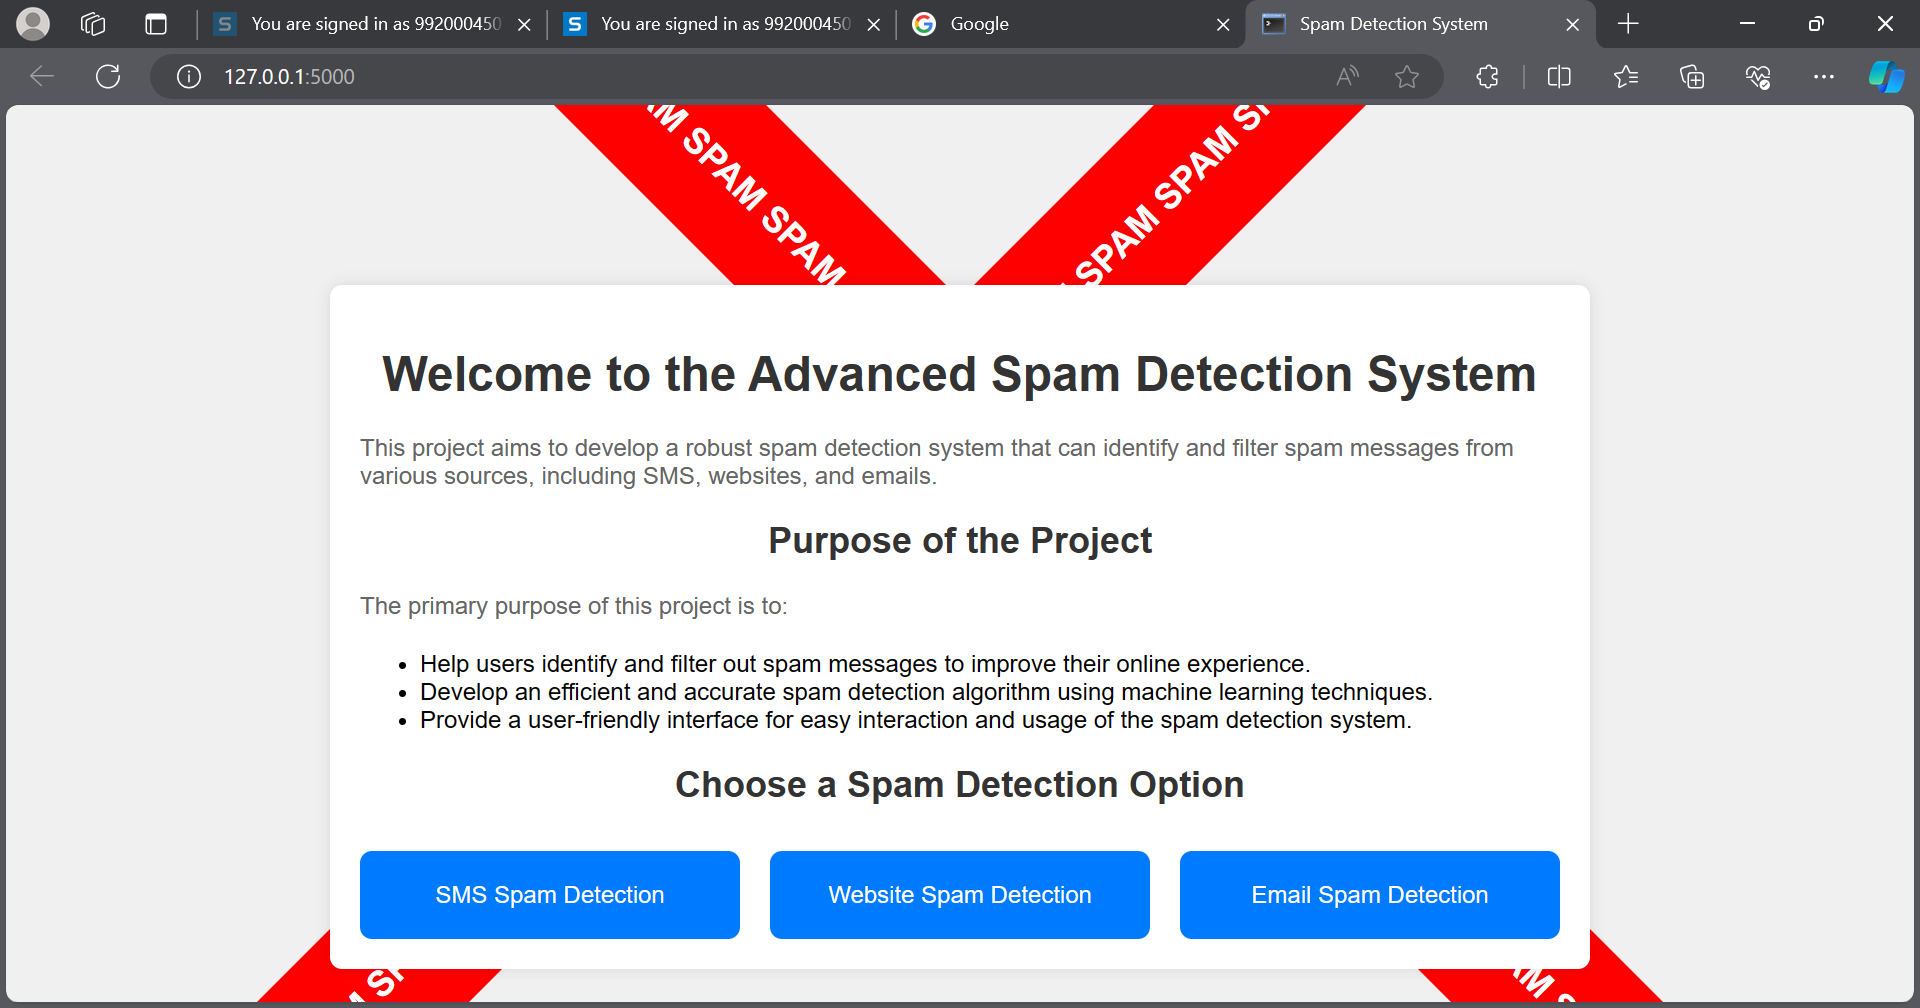 You are signed in as 992000450
You are signed in as 992000450
Google
Spam Detection System
127.0.0.1:5000
AM SPAM SPAM
SPAM SPAM SP
Welcome to the Advanced Spam Detection System
This project aims to develop a robust spam detection system that can identify and filter spam messages from
various sources, including SMS, websites, and emails.
Purpose of the Project
The primary purpose of this project is to:
• Help users identify and filter out spam messages to improve their online experience.
• Develop an efficient and accurate spam detection algorithm using machine learning techniques.
• Provide a user-friendly interface for easy interaction and usage of the spam detection system.
Choose a Spam Detection Option
SMS Spam Detection
Website Spam Detection
Email Spam Detection